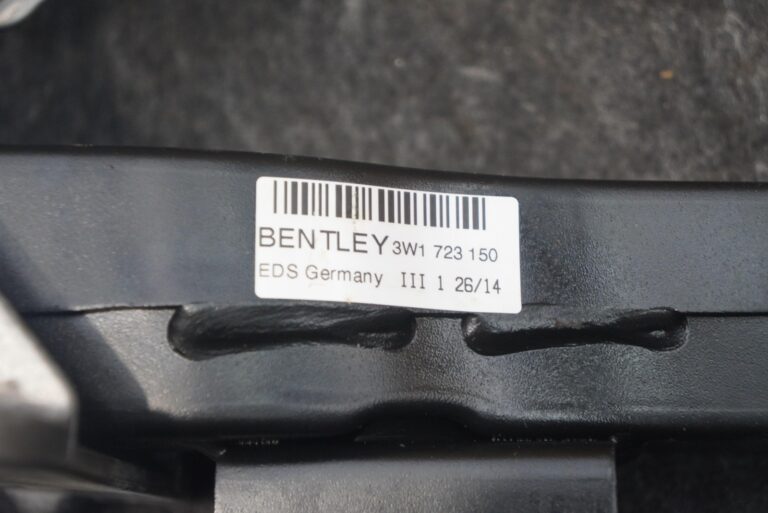 BENTLEY 3W1 723 150
EDS Germany III 1 26/14